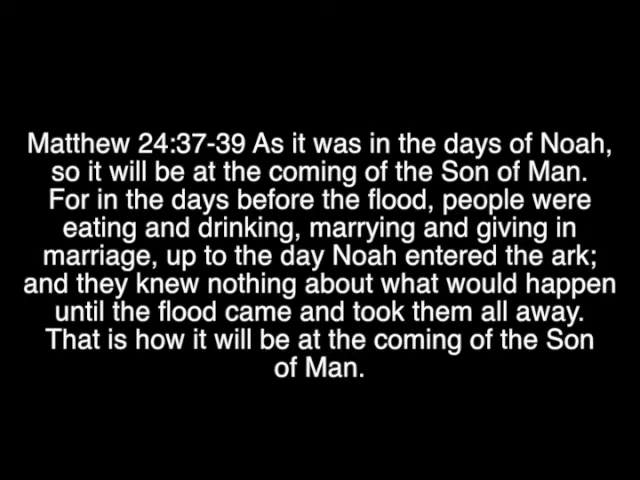 Matthew 24:37-39 As it was in the days of Noah,
so it will be at the coming of the Son of Man.
For in the days before the flood, people were
eating and drinking, marrying and giving in
marriage, up to the day Noah entered the ark;
and they knew nothing about what would happen
until the flood came and took them all away.
That is how it will be at the coming of the Son
of Man.